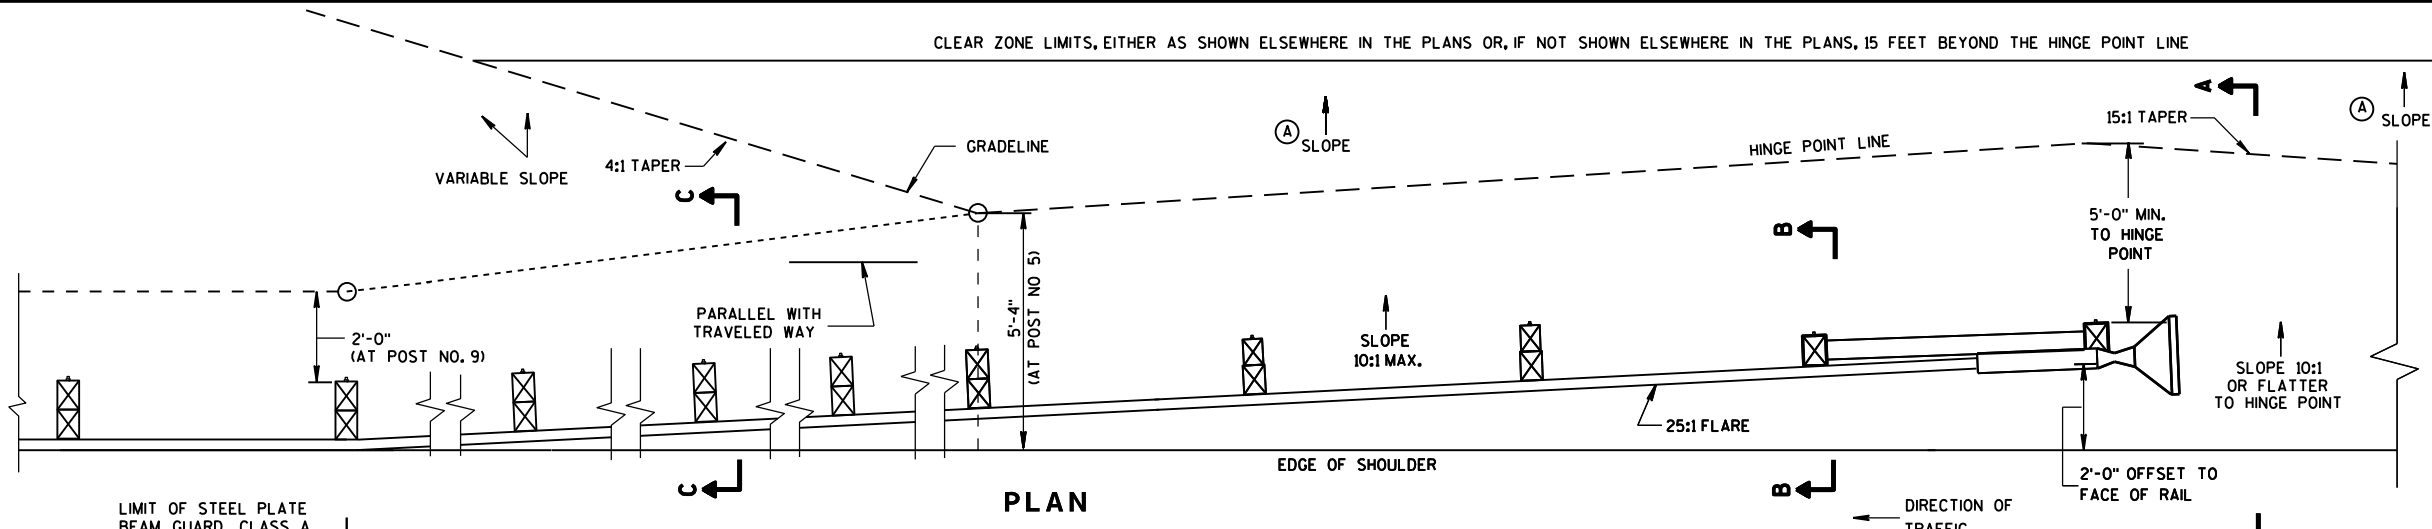 CLEAR ZONE LIMITS, EITHER AS SHOWN ELSEWHERE IN THE PLANS OR, IF NOT SHOWN ELSEWHERE IN THE PLANS, 15 FEET BEYOND THE HINGE POINT LINE
A
A
SLOPE
15:1 TAPER
A
SLOPE
GRADELINE
HINGE POINT LINE
4:1 TAPER
VARIABLE SLOPE
C
B
5'-0" MIN.
TO HINGE
POINT
PARALLEL WITH
TRAVELED WAY
5'-4"
(AT POST NO 5)
2'-0"
(AT POST NO. 9)
SLOPE
10:1 MAX.
SLOPE 10:1
OR FLATTER
TO HINGE POINT
25:1 FLARE
EDGE OF SHOULDER
2'-0" OFFSET TO
FACE OF RAIL
C
B
PLAN
LIMIT OF STEEL PLATE
BEAM GUARD, CLASS A
DIRECTION OF
TRAFFIC